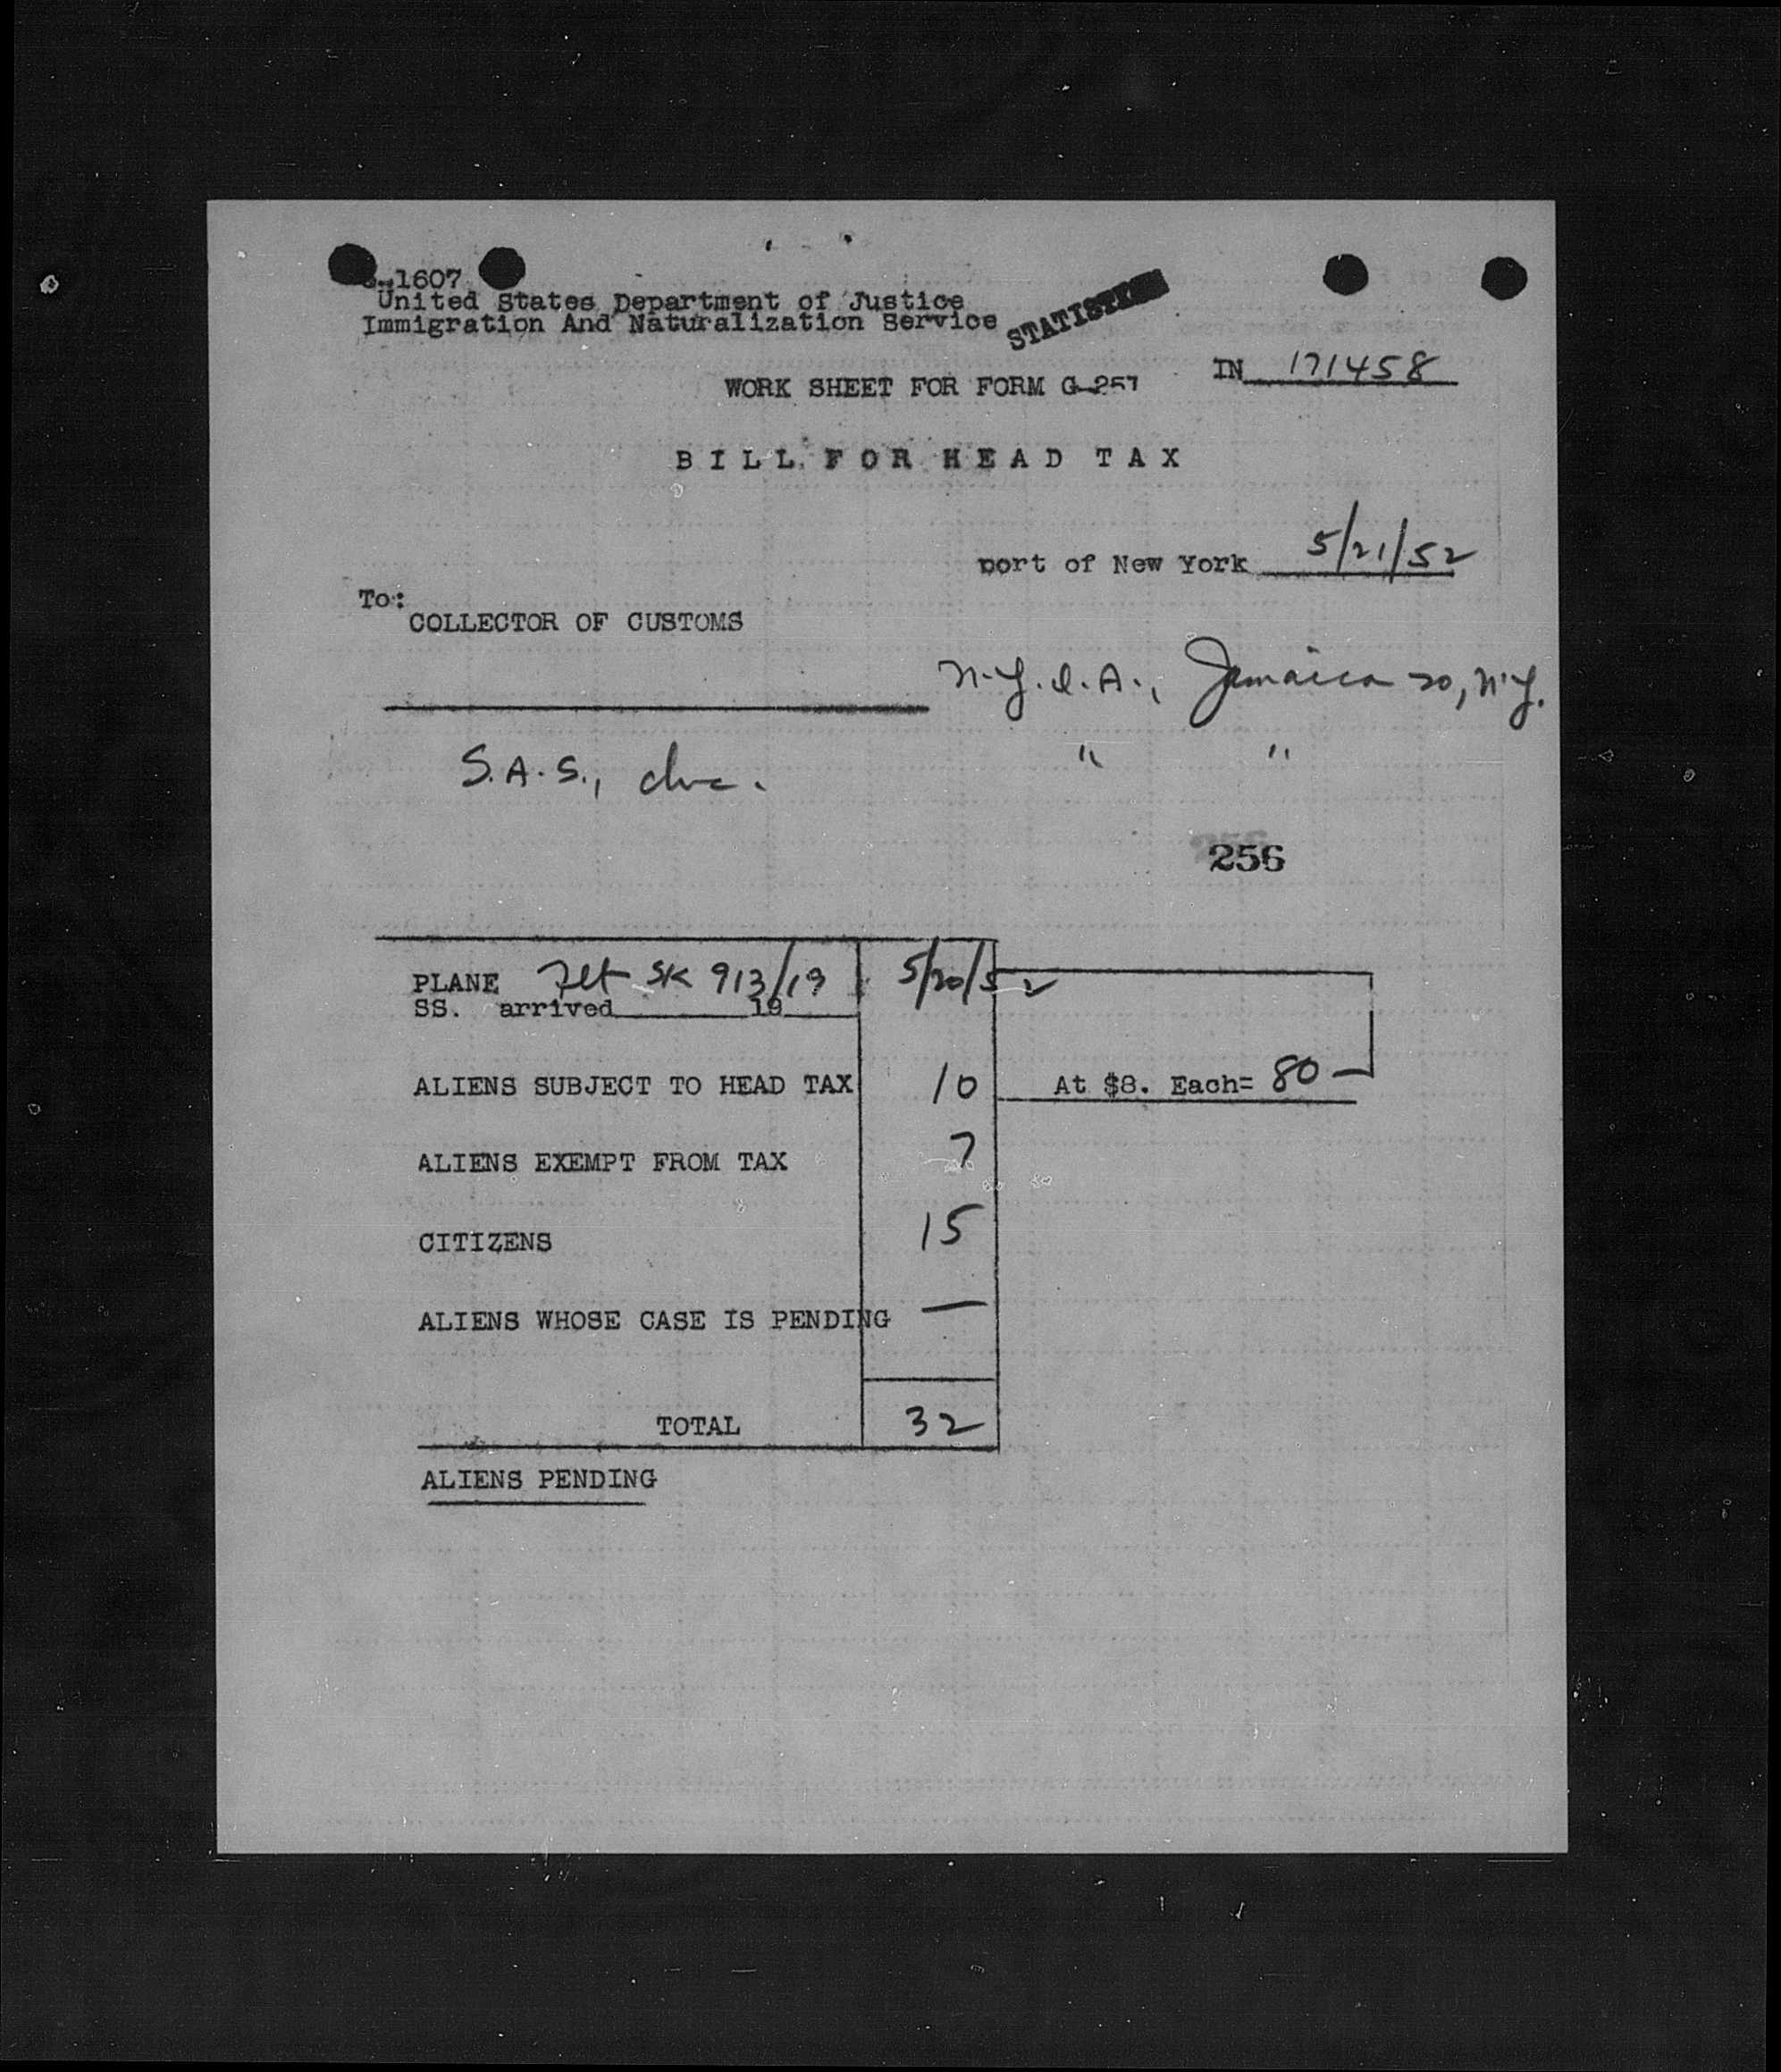 1607
United States Department of Justice
Immigration And Naturalization Service
IN 171458
WORK SHEET FOR FORM G-257
BILL FOR HEAD TAX
port of New York 5/21/52
To:
COLLECTOR OF CUSTOMS
N.Y.I.A., Jamaica 20, N.Y.
S.A.S., Inc. " "
256
PLANE Flt SK 913/19 5/20/52
SS. arrived 19
ALIENS SUBJECT TO HEAD TAX 10 At $8. Each= 80—
ALIENS EXEMPT FROM TAX 7
CITIZENS 15
ALIENS WHOSE CASE IS PENDING —
TOTAL 32
ALIENS PENDING